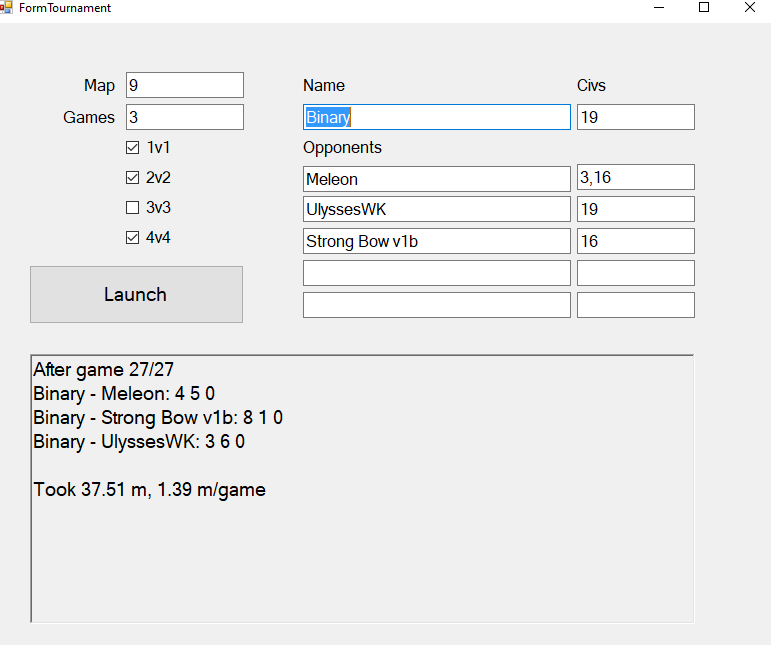 FormTournament
Map 9
Games 3
1v1
2v2
3v3
4v4
Launch
Name Civs
Binary 19
Opponents
Meleon 3,16
UlyssesWK 19
Strong Bow v1b 16
After game 27/27
Binary - Meleon: 4 5 0
Binary - Strong Bow v1b: 8 1 0
Binary - UlyssesWK: 3 6 0
Took 37.51 m, 1.39 m/game